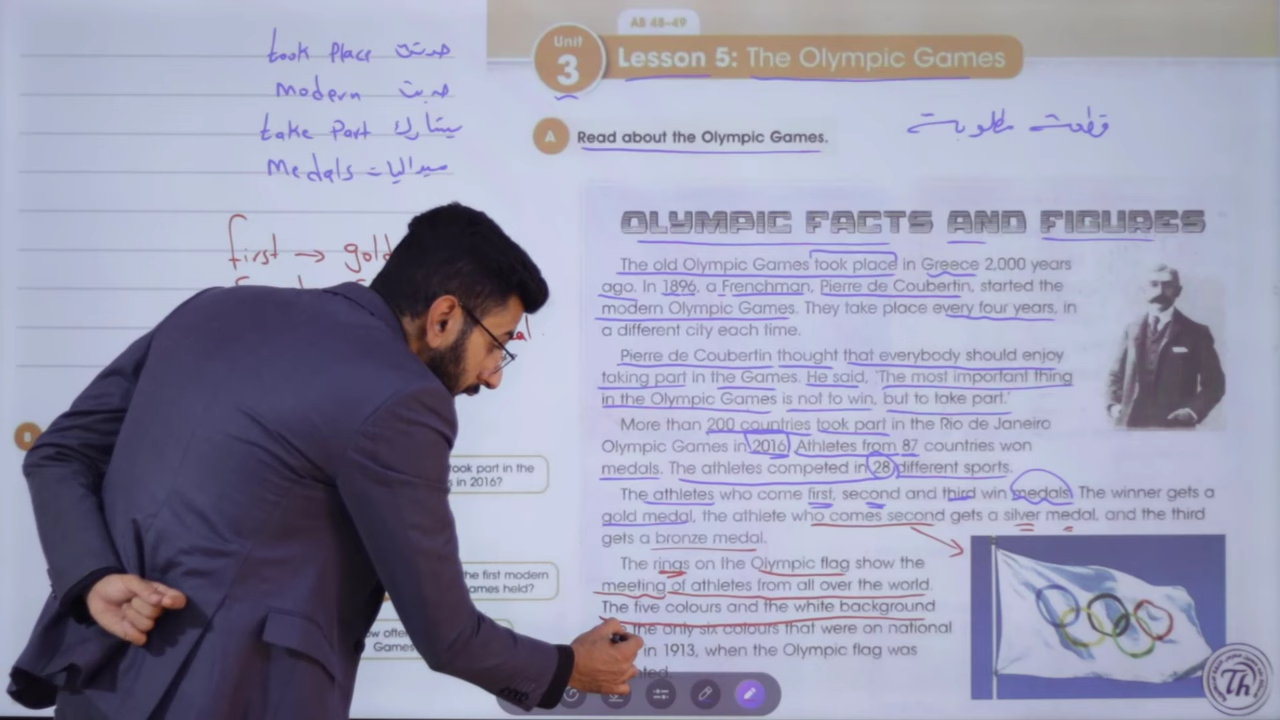 took place حدثت
modern حديث
take part يشارك
Medals ميداليات
first → gold
AB 48-49
Unit 3
Lesson 5: The Olympic Games
A Read about the Olympic Games.
قطعة مطلوبة
OLYMPIC FACTS AND FIGURES
The old Olympic Games took place in Greece 2,000 years
ago. In 1896, a Frenchman, Pierre de Coubertin, started the
modern Olympic Games. They take place every four years, in
a different city each time.
Pierre de Coubertin thought that everybody should enjoy
taking part in the Games. He said, 'The most important thing
in the Olympic Games is not to win, but to take part.'
More than 200 countries took part in the Rio de Janeiro
Olympic Games in 2016. Athletes from 87 countries won
medals. The athletes competed in 28 different sports.
The athletes who come first, second and third win medals. The winner gets a
gold medal, the athlete who comes second gets a silver medal, and the third
gets a bronze medal.
The rings on the Olympic flag show the
meeting of athletes from all over the world.
The five colours and the white background
the only six colours that were on national
in 1913, when the Olympic flag was
took part in the
in 2016?
the first modern
Games held?
ow often
Games
Th